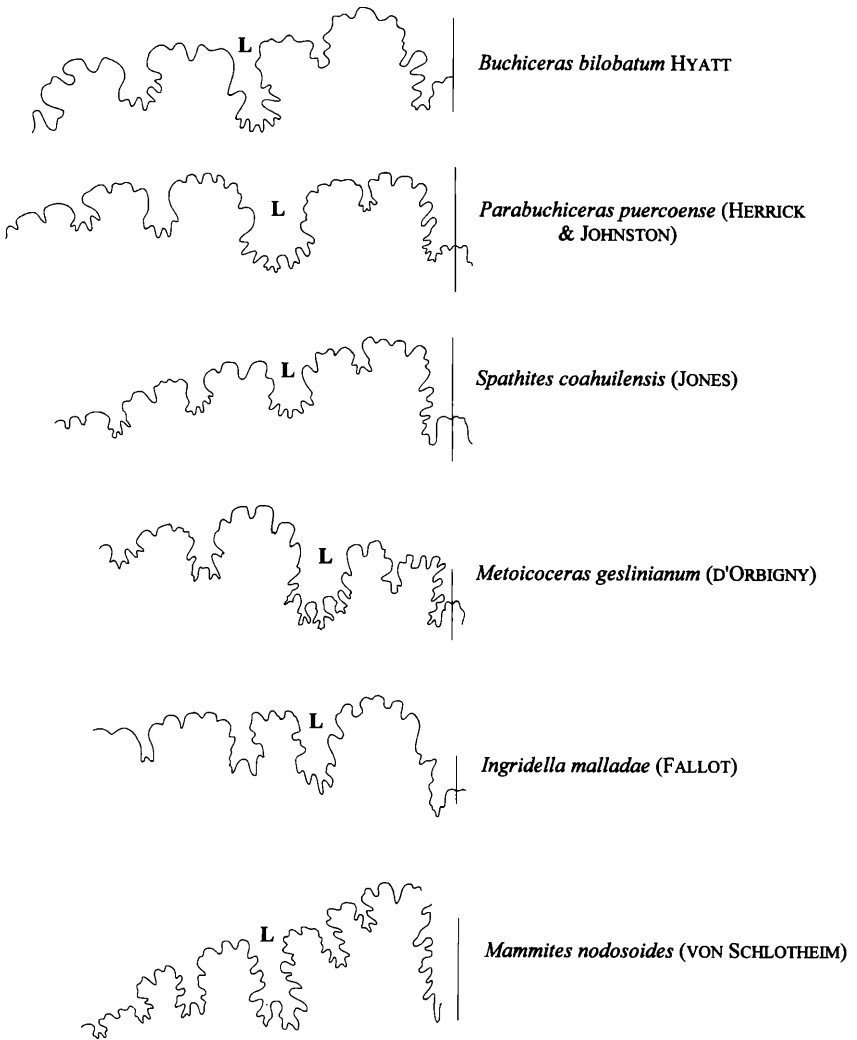 L
Buchiceras bilobatum HYATT
L
Parabuchiceras puercoense (HERRICK
& JOHNSTON)
L
Spathites coahuilensis (JONES)
L
Metoicoceras geslinianum (D'ORBIGNY)
L
Ingridella malladae (FALLOT)
L
Mammites nodosoides (VON SCHLOTHEIM)